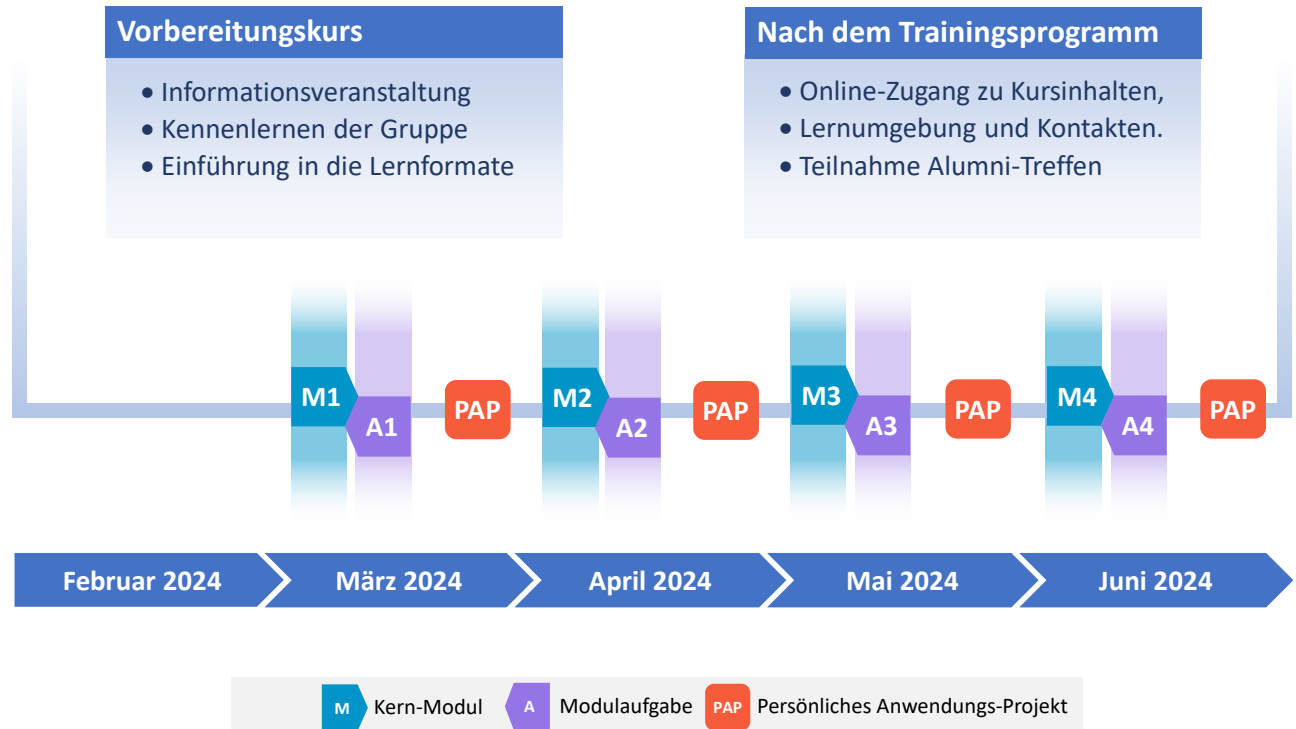 Vorbereitungskurs
• Informationsveranstaltung
• Kennenlernen der Gruppe
• Einführung in die Lernformate
Nach dem Trainingsprogramm
• Online-Zugang zu Kursinhalten,
• Lernumgebung und Kontakten.
• Teilnahme Alumni-Treffen
M1
A1
PAP
M2
A2
PAP
M3
A3
PAP
M4
A4
PAP
Februar 2024
März 2024
April 2024
Mai 2024
Juni 2024
M Kern-Modul
A Modulaufgabe
PAP Persönliches Anwendungs-Projekt